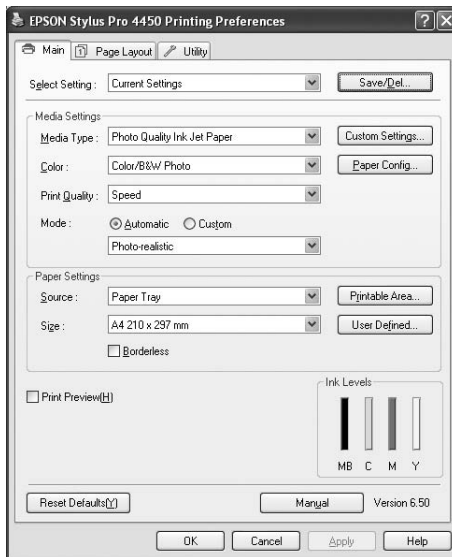 EPSON Stylus Pro 4450 Printing Preferences
Main Page Layout Utility
Select Setting : Current Settings Save/Del...
Media Settings
Media Type : Photo Quality Ink Jet Paper Custom Settings...
Color : Color/B&W Photo Paper Config...
Print Quality : Speed
Mode : Automatic Custom
Photo-realistic
Paper Settings
Source : Paper Tray Printable Area...
Size : A4 210 x 297 mm User Defined...
Borderless
Print Preview(H)
Ink Levels
MB C M Y
Reset Defaults(Y) Manual Version 6.50
OK Cancel Apply Help